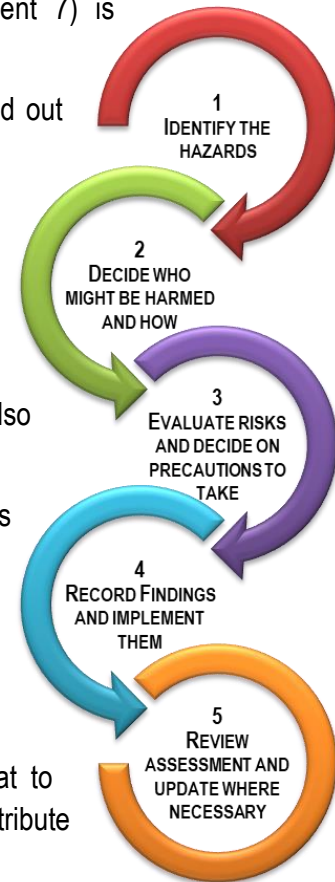 ent 7) is
d out
1
IDENTIFY THE
HAZARDS
2
DECIDE WHO
MIGHT BE HARMED
AND HOW
lso
3
EVALUATE RISKS
AND DECIDE ON
PRECAUTIONS TO
TAKE
s
4
RECORD FINDINGS
AND IMPLEMENT
THEM
5
REVIEW
ASSESSMENT AND
UPDATE WHERE
NECESSARY
at to
tribute